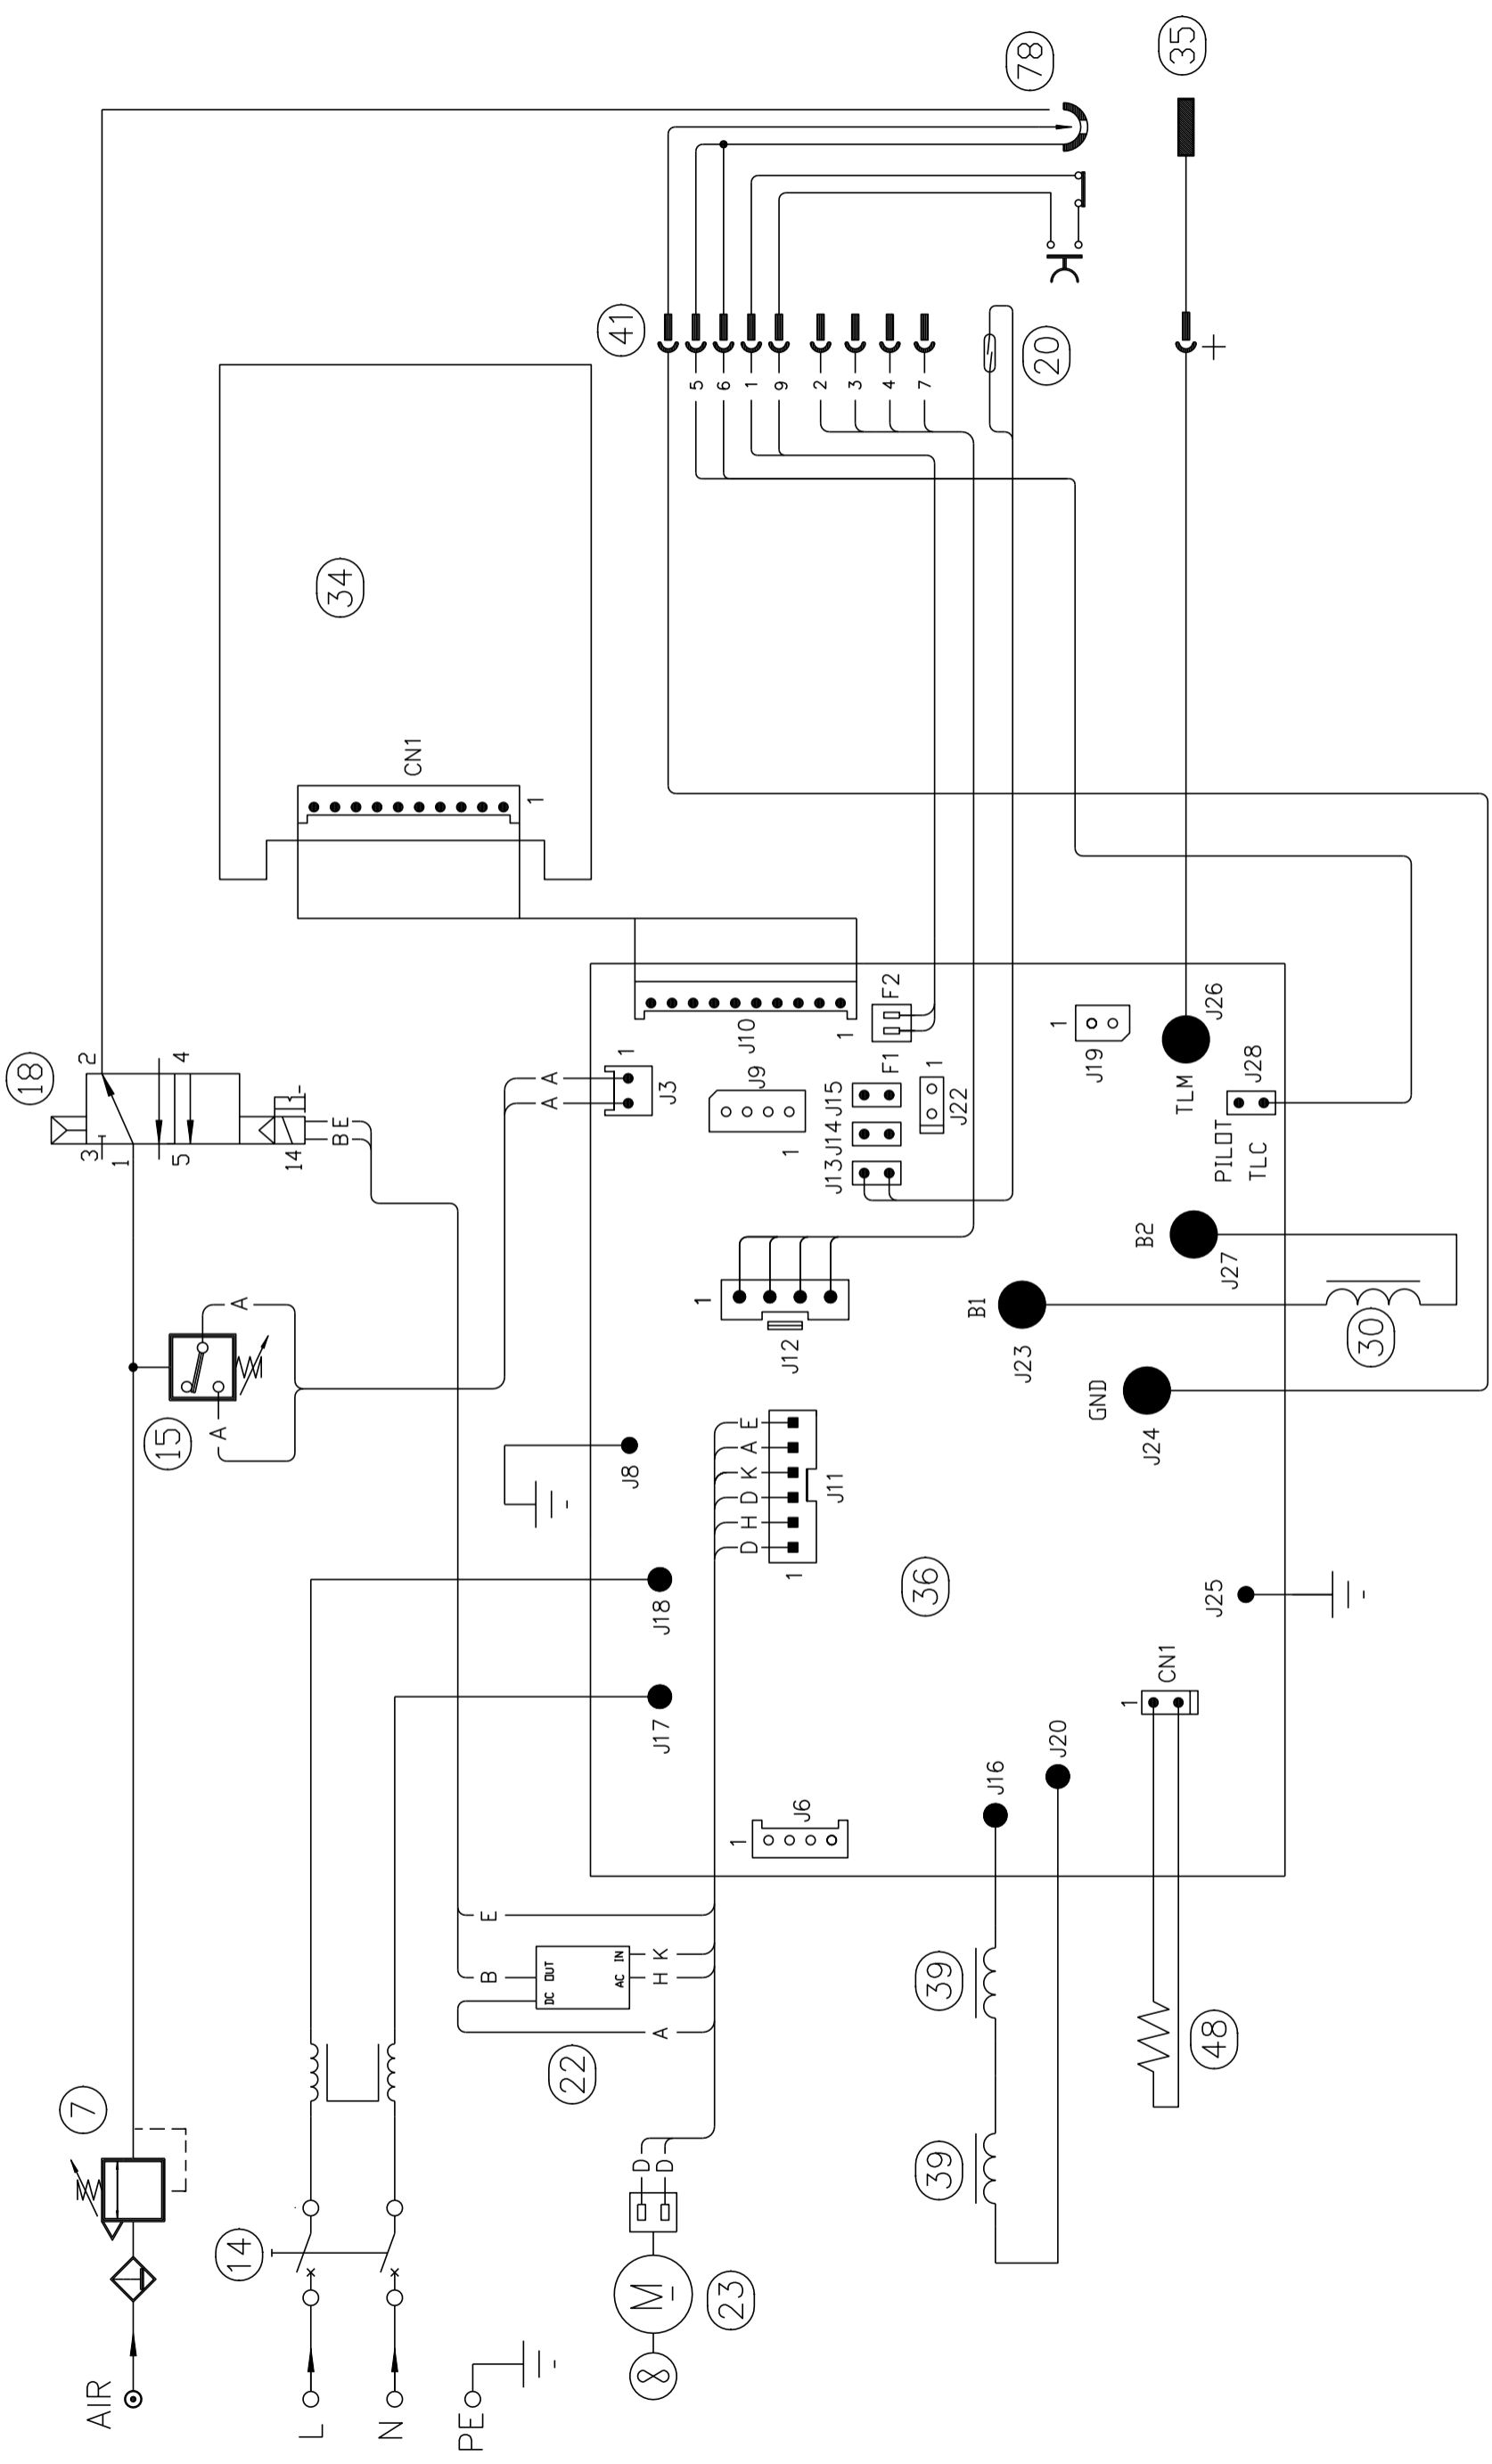 AIR
7
15
A
A
18
3
2
1
5
4
14
B
E
L
N
PE
14
22
DC OUT
AC IN
B
E
A
H
K
34
CN1
1
41
5
6
1
9
2
3
4
7
78
35
20
+
M
23
D
D
J17
J18
J8
A
A
J3
1
J10
1
J9
1
J13
J14
J15
F1
F2
J22
1
J12
1
J11
1
D
H
D
K
A
E
J6
1
36
J16
J20
39
39
CN1
1
48
J25
GND
J24
B1
J23
B2
J27
30
PILOT
TLC
J28
TLM
J26
J19
1